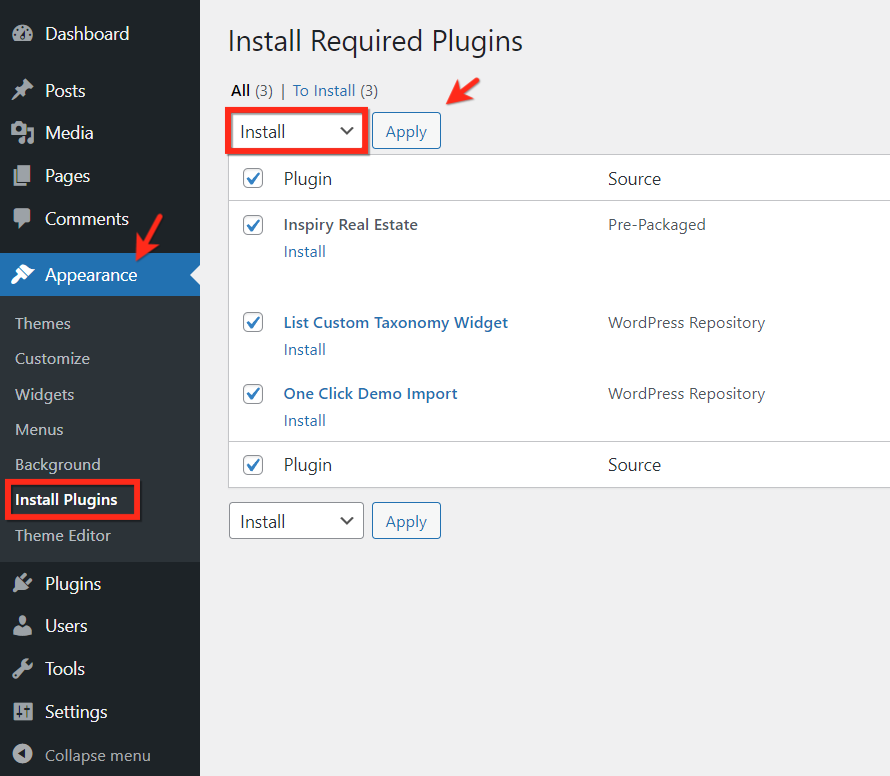 Dashboard
Posts
Media
Pages
Comments
Appearance
Themes
Customize
Widgets
Menus
Background
Install Plugins
Theme Editor
Plugins
Users
Tools
Settings
Collapse menu
Install Required Plugins
All (3) | To Install (3)
Install Apply
Plugin Source
Inspiry Real Estate Pre-Packaged
Install
List Custom Taxonomy Widget WordPress Repository
Install
One Click Demo Import WordPress Repository
Install
Plugin Source
Install Apply